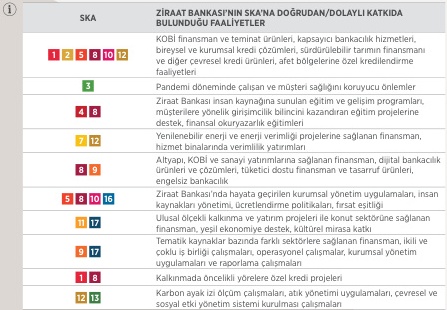 i
SKA
ZİRAAT BANKASI'NIN SKA'NA DOĞRUDAN/DOLAYLI KATKIDA
BULUNDUĞU FAALİYETLER
1 2 5 8 10 12
KOBİ finansman ve teminat ürünleri, kapsayıcı bankacılık hizmetleri,
bireysel ve kurumsal kredi çözümleri, sürdürülebilir tarımın finansmanı
ve diğer çevresel kredi ürünleri, afet bölgelerine özel kredilendirme
faaliyetleri
3
Pandemi döneminde çalışan ve müşteri sağlığını koruyucu önlemler
4 8
Ziraat Bankası insan kaynağına sunulan eğitim ve gelişim programları,
müşterilere yönelik girişimcilik bilincini kazandıran eğitim projelerine
destek, finansal okuryazarlık eğitimleri
7 12
Yenilenebilir enerji ve enerji verimliliği projelerine sağlanan finansman,
hizmet binalarında verimlilik yatırımları
8 9
Altyapı, KOBİ ve sanayi yatırımlarına sağlanan finansman, dijital bankacılık
ürünleri ve çözümleri, tüketici dostu finansman ve tasarruf ürünleri,
engelsiz bankacılık
5 8 10 16
Ziraat Bankası'nda hayata geçirilen kurumsal yönetim uygulamaları, insan
kaynakları yönetimi, ücretlendirme politikaları, fırsat eşitliği
11 17
Ulusal ölçekli kalkınma ve yatırım projeleri ile konut sektörüne sağlanan
finansman, yeşil ekonomiye destek, kültürel mirasa katkı
9 17
Tematik kaynaklar bazında farklı sektörlere sağlanan finansman, ikili ve
çoklu iş birliği çalışmaları, operasyonel çalışmalar, kurumsal yönetim
uygulamaları ve raporlama çalışmaları
1 8
Kalkınmada öncelikli yörelere özel kredi projeleri
12 13
Karbon ayak izi ölçüm çalışmaları, atık yönetimi uygulamaları, çevresel ve
sosyal etki yönetim sistemi kurulması çalışmaları